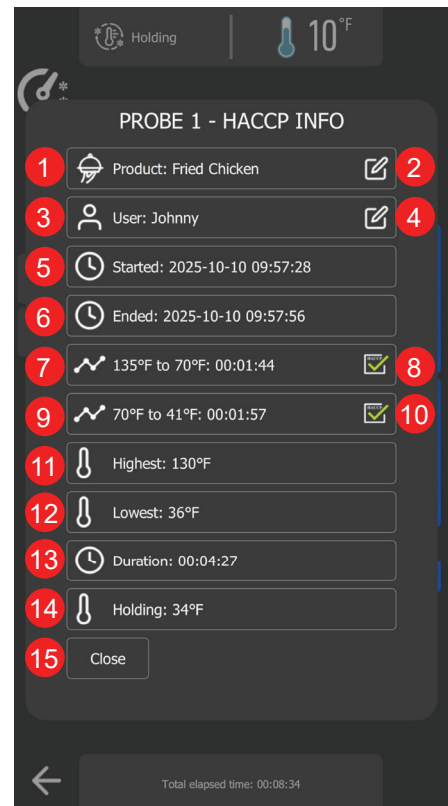 Holding
10°F
PROBE 1 - HACCP INFO
1 Product: Fried Chicken 2
3 User: Johnny 4
5 Started: 2025-10-10 09:57:28
6 Ended: 2025-10-10 09:57:56
7 135°F to 70°F: 00:01:44 HACCP 8
9 70°F to 41°F: 00:01:57 HACCP 10
11 Highest: 130°F
12 Lowest: 36°F
13 Duration: 00:04:27
14 Holding: 34°F
15 Close
Total elapsed time: 00:08:34